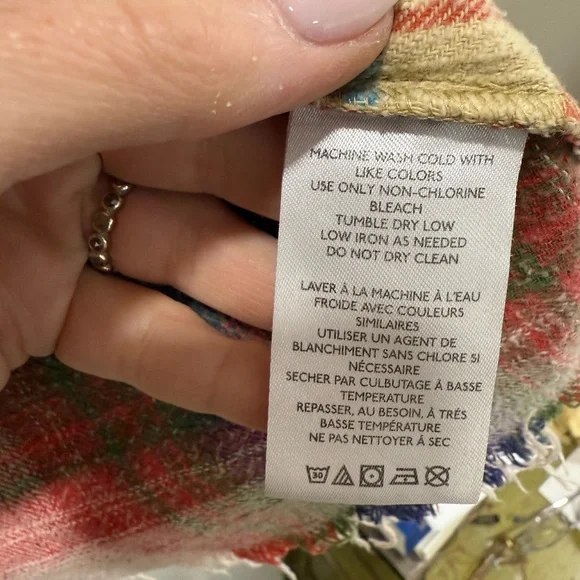 MACHINE WASH COLD WITH
LIKE COLORS
USE ONLY NON-CHLORINE
BLEACH
TUMBLE DRY LOW
LOW IRON AS NEEDED
DO NOT DRY CLEAN
LAVER À LA MACHINE À L'EAU
FROIDE AVEC COULEURS
SIMILAIRES
UTILISER UN AGENT DE
BLANCHIMENT SANS CHLORE SI
NÉCESSAIRE
SECHER PAR CULBUTAGE À BASSE
TEMPERATURE
REPASSER, AU BESOIN, À TRÉS
BASSE TEMPÉRATURE
NE PAS NETTOYER À SEC
30